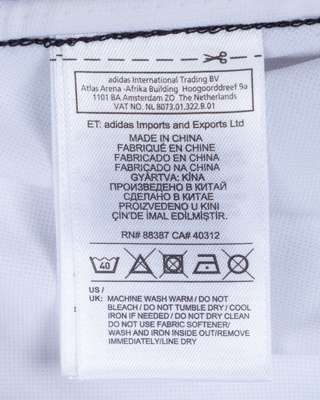 adidas International Trading BV
Atlas Arena -Afrika Building Hoogoorddreef 9a
1101 BA Amsterdam ZO The Netherlands
VAT NO. NL 8073.01.322.B.01
ET: adidas Imports and Exports Ltd
MADE IN CHINA
FABRIQUÉ EN CHINE
FABRICADO EN CHINA
FABRICADO NA CHINA
GYÁRTVA: KÍNA
ПРОИЗВЕДЕНО В КИТАЙ
СДЕЛАНО В КИТАЕ
PROIZVEDENO U KINI
ÇİN'DE İMAL EDİLMİŞTİR.
RN# 88387 CA# 40312
40
US /
UK: MACHINE WASH WARM / DO NOT
BLEACH / DO NOT TUMBLE DRY / COOL
IRON IF NEEDED / DO NOT DRY CLEAN
DO NOT USE FABRIC SOFTENER/
WASH AND IRON INSIDE OUT/REMOVE
IMMEDIATELY/LINE DRY